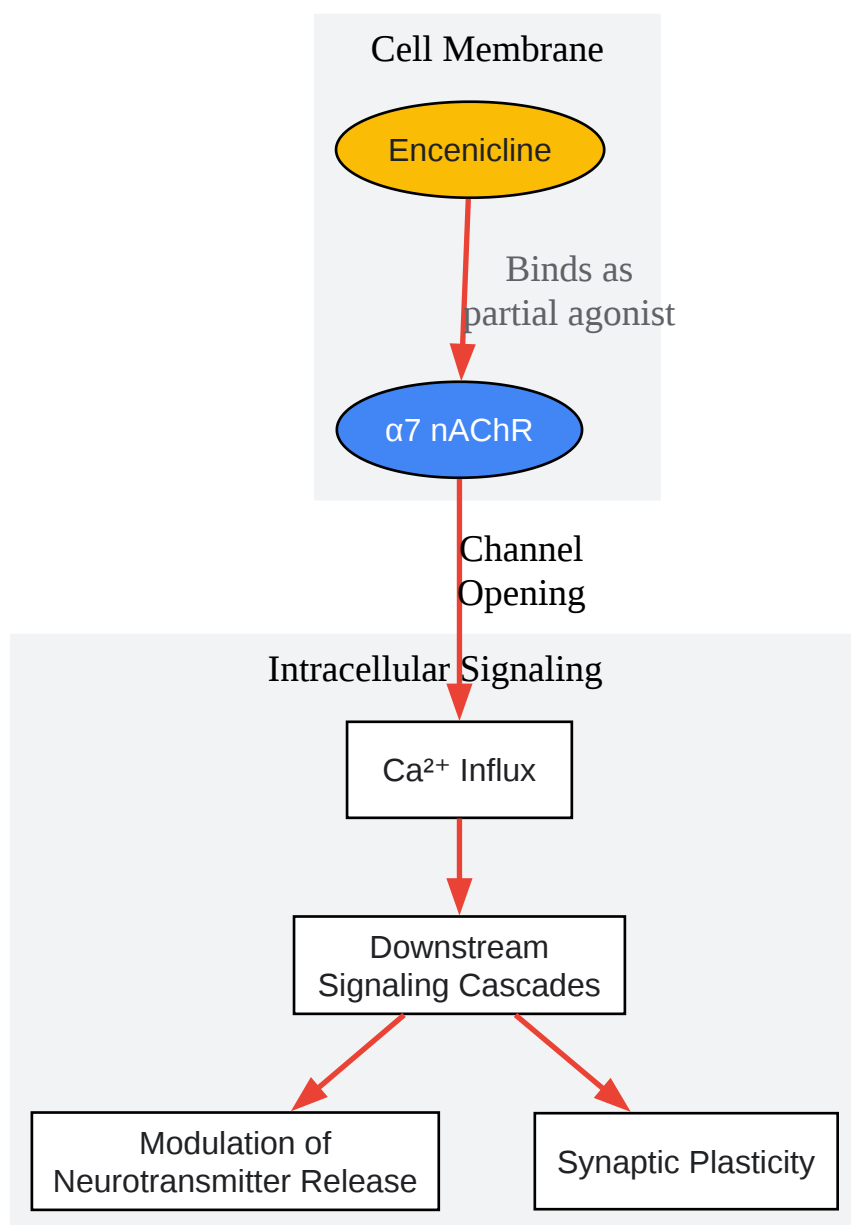 Cell Membrane
Encenicline
Binds as
partial agonist
α7 nAChR
Channel
Opening
Intracellular Signaling
Ca²⁺ Influx
Downstream
Signaling Cascades
Modulation of
Neurotransmitter Release
Synaptic Plasticity